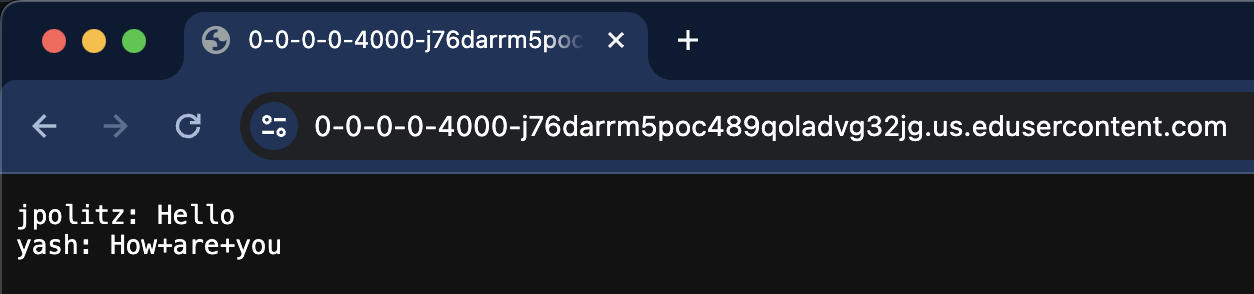 0-0-0-0-4000-j76darrm5poc
0-0-0-0-4000-j76darrm5poc489qoladvg32jg.us.edusercontent.com
jpolitz: Hello
yash: How+are+you